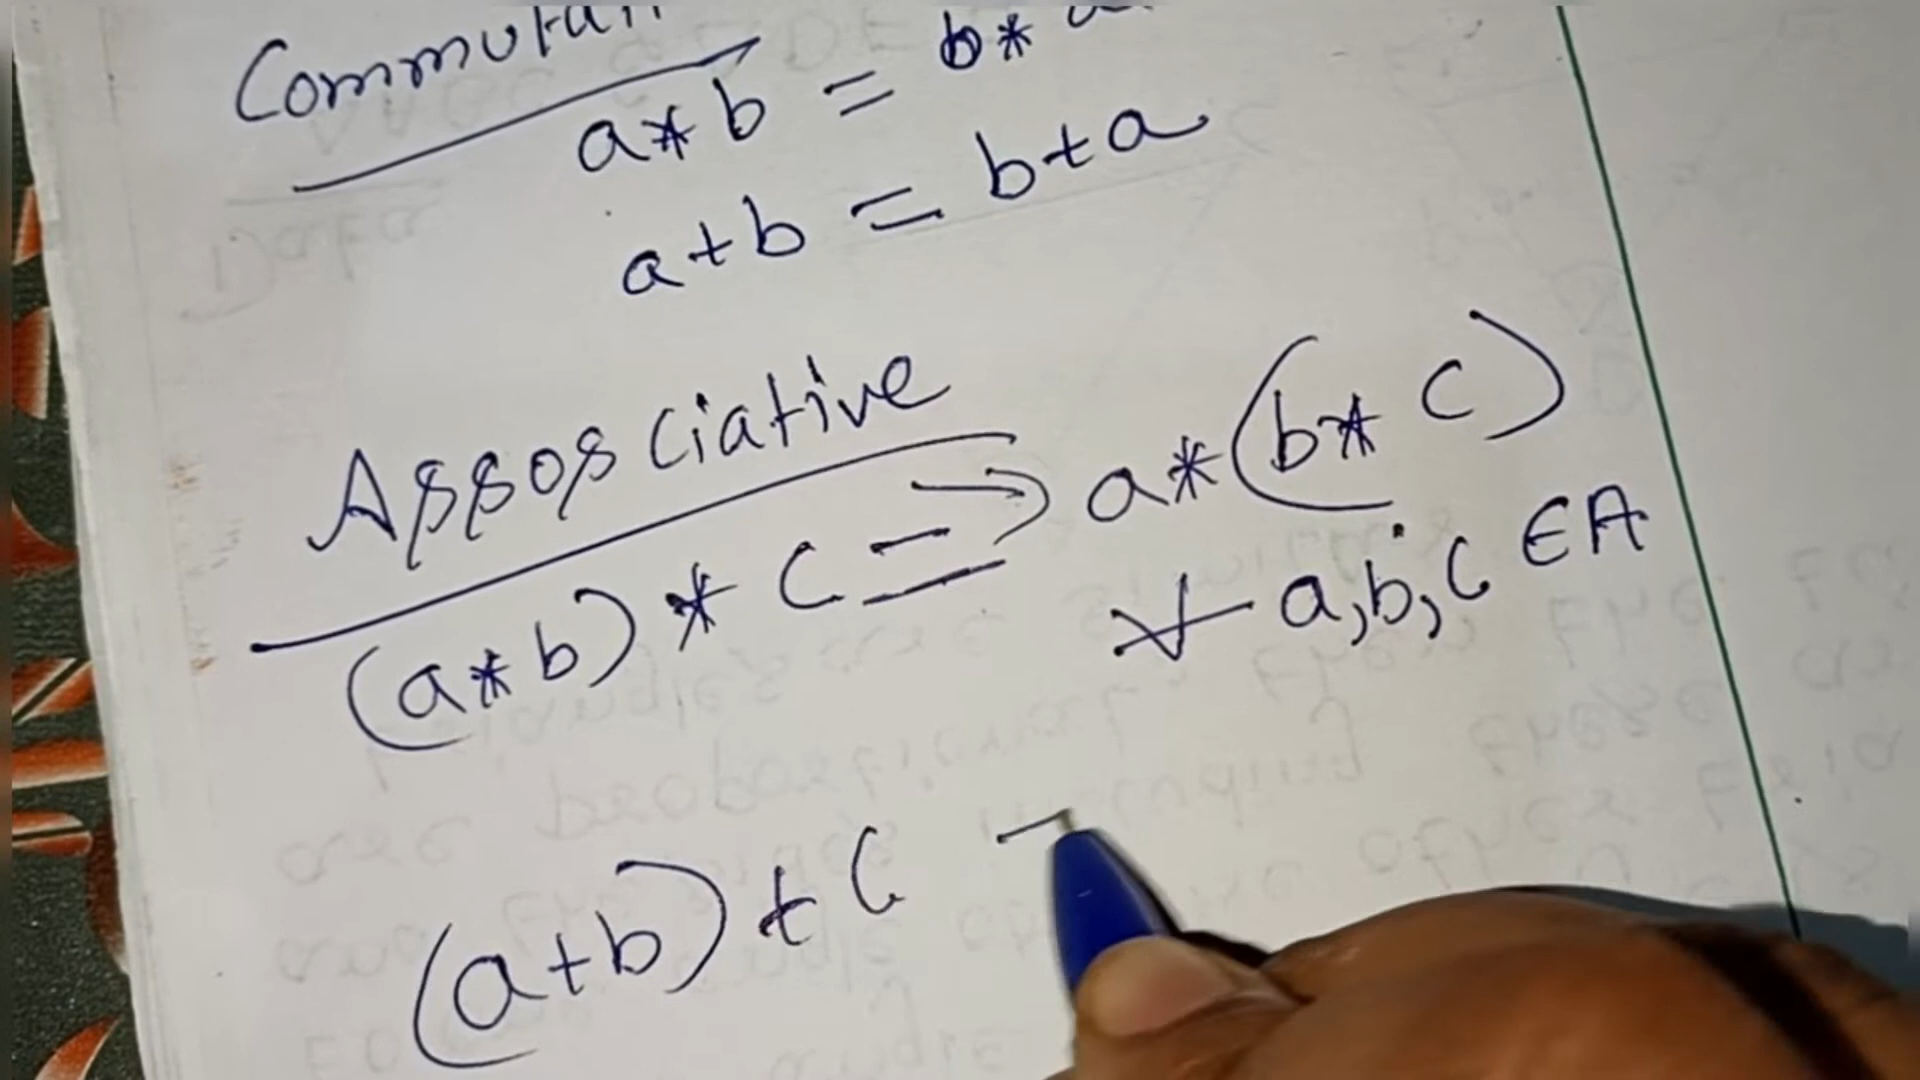 a*b = b*
a+b = b+a
Assosciative
(a*b)*c => a*(b*c)
∀ a,b,c ∈ A
(a+b)+c